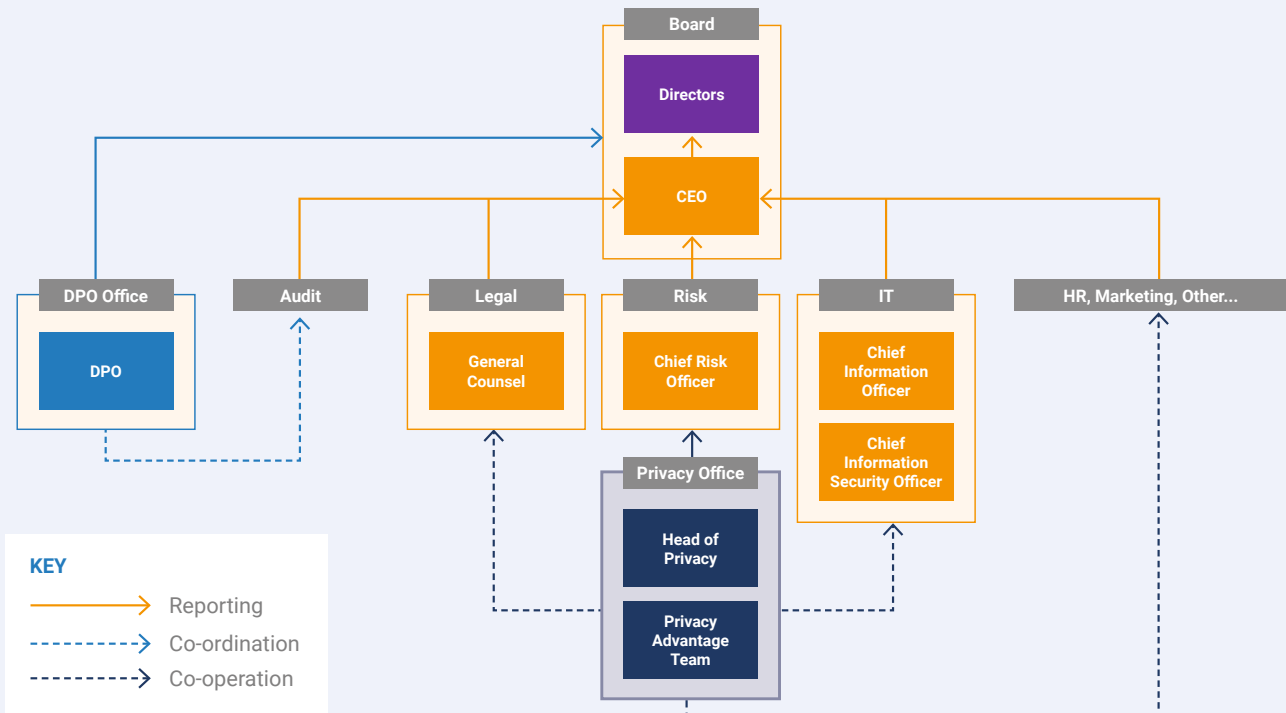 Board
Directors
CEO
DPO Office
Audit
Legal
Risk
IT
HR, Marketing, Other...
DPO
General
Counsel
Chief Risk
Officer
Chief
Information
Officer
Chief
Information
Security Officer
Privacy Office
Head of
Privacy
Privacy
Advantage
Team
KEY
Reporting
Co-ordination
Co-operation